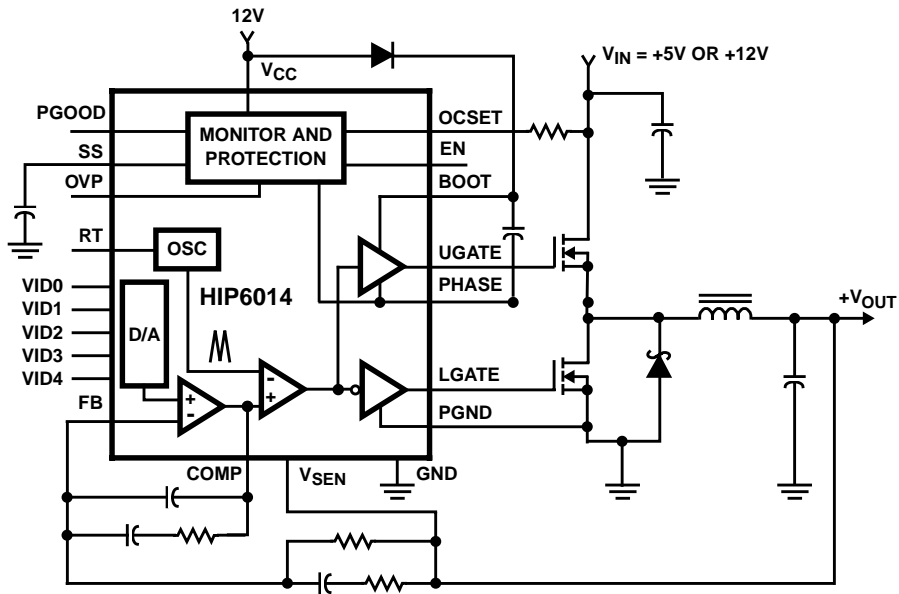 12V
VCC
VIN = +5V OR +12V
PGOOD
SS
OVP
RT
VID0
VID1
VID2
VID3
VID4
FB
MONITOR AND
PROTECTION
OSC
HIP6014
D/A
+
-
-
+
OCSET
EN
BOOT
UGATE
PHASE
LGATE
PGND
+VOUT
COMP
VSEN
GND